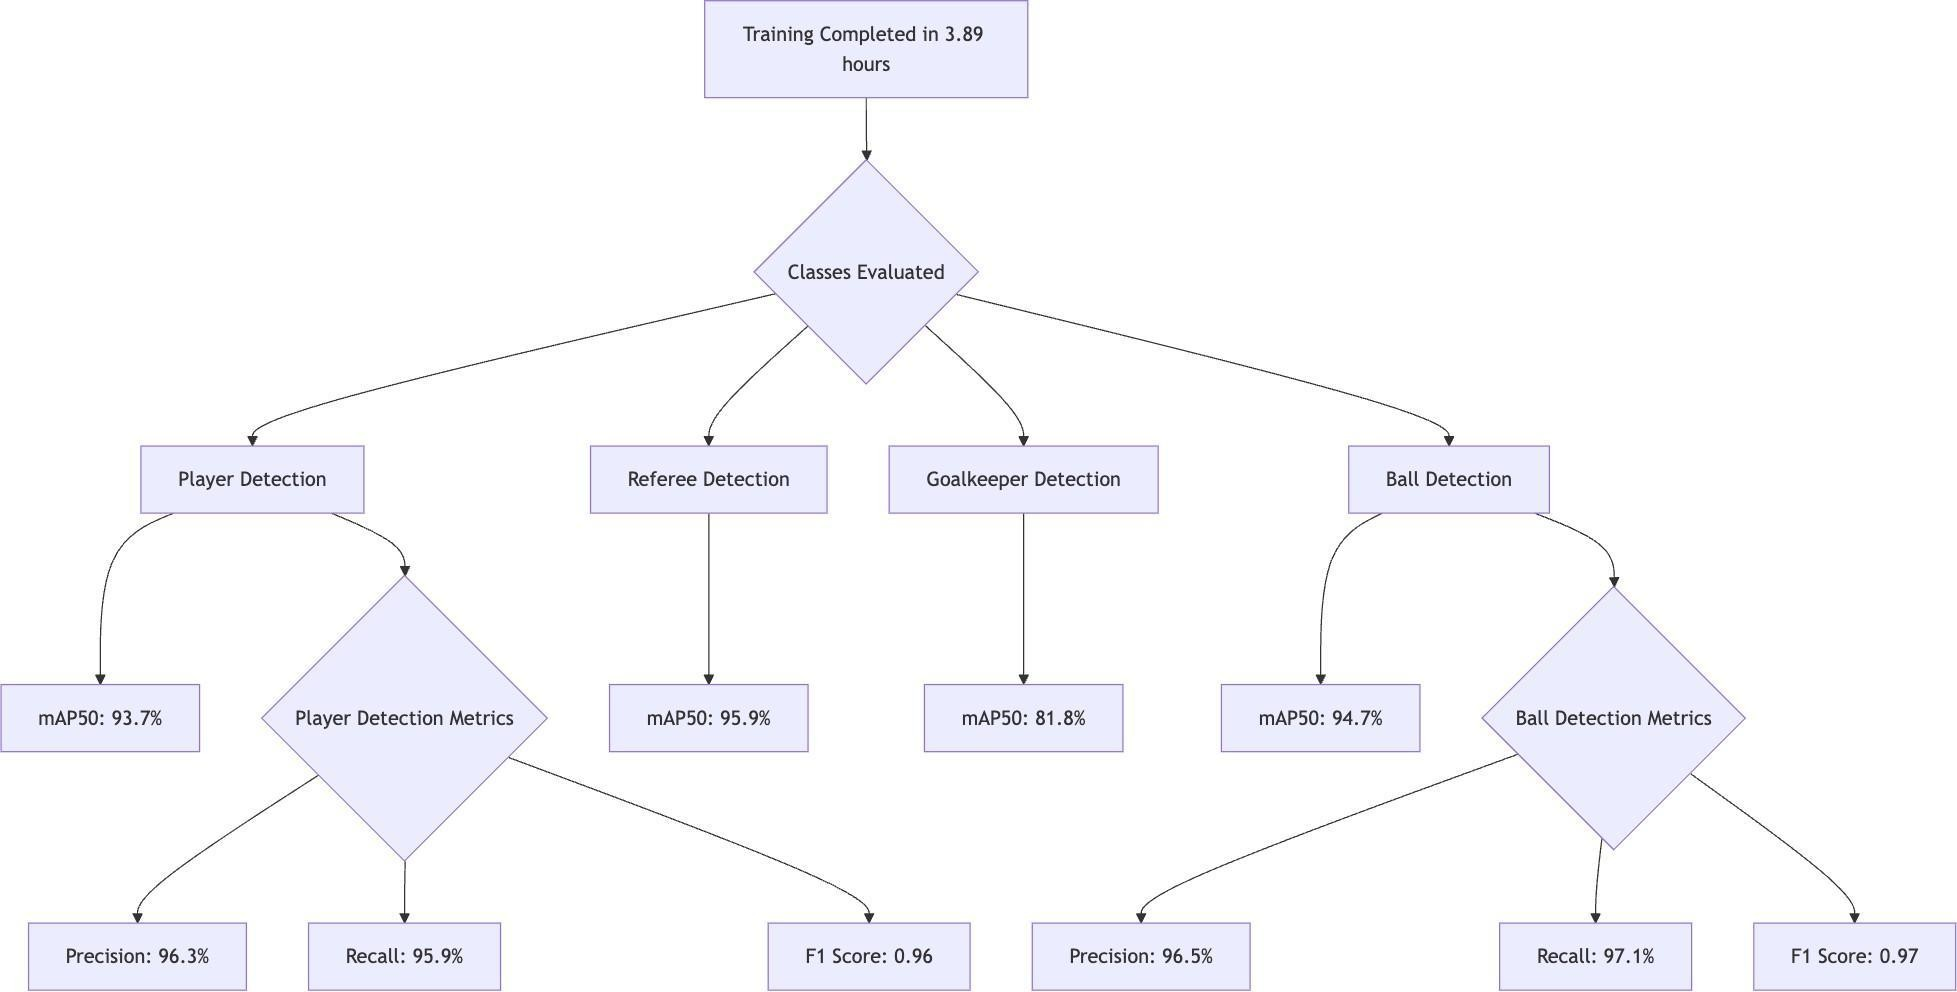 Training Completed in 3.89
hours
Classes Evaluated
Player Detection
Referee Detection
Goalkeeper Detection
Ball Detection
mAP50: 93.7%
Player Detection Metrics
mAP50: 95.9%
mAP50: 81.8%
mAP50: 94.7%
Ball Detection Metrics
Precision: 96.3%
Recall: 95.9%
F1 Score: 0.96
Precision: 96.5%
Recall: 97.1%
F1 Score: 0.97